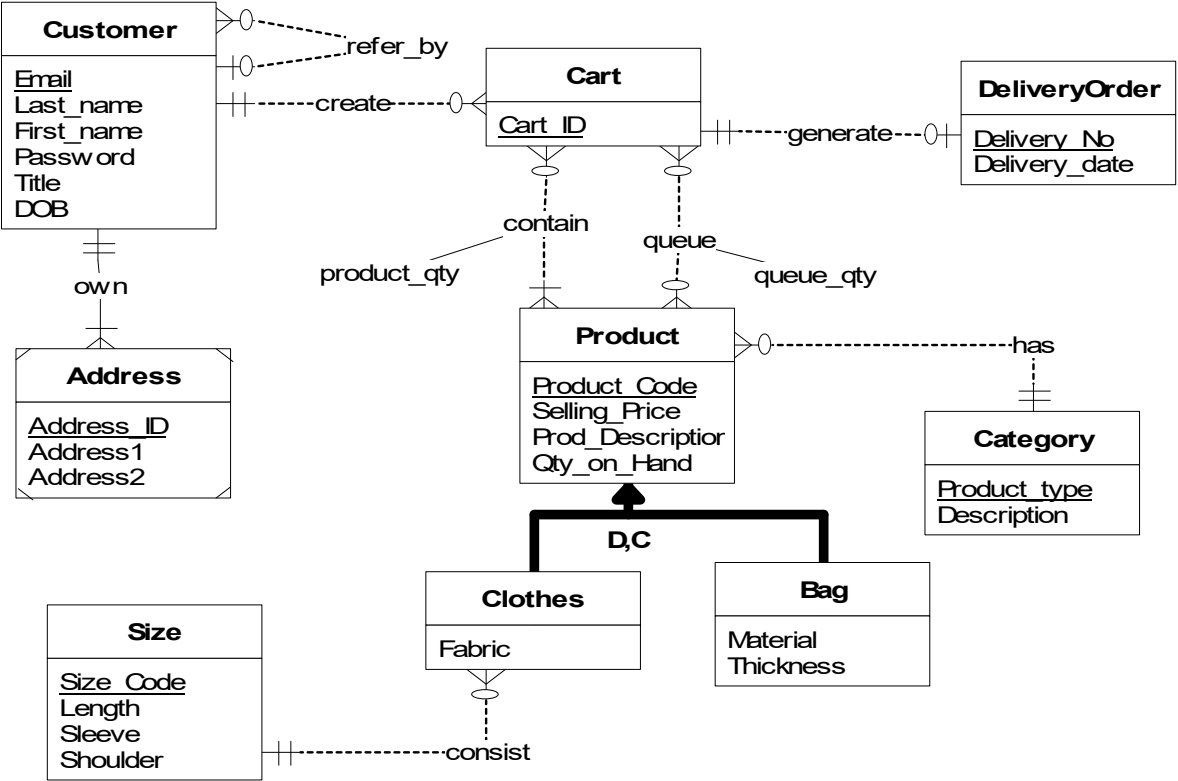 Customer
Email
Last_name
First_name
Password
Title
DOB
refer_by
create
Cart
Cart_ID
generate
DeliveryOrder
Delivery_No
Delivery_date
own
contain
product_qty
queue
queue_qty
Address
Address_ID
Address1
Address2
Product
Product_Code
Selling_Price
Prod_Description
Qty_on_Hand
has
Category
Product_type
Description
D,C
Clothes
Fabric
Bag
Material
Thickness
Size
Size_Code
Length
Sleeve
Shoulder
consist